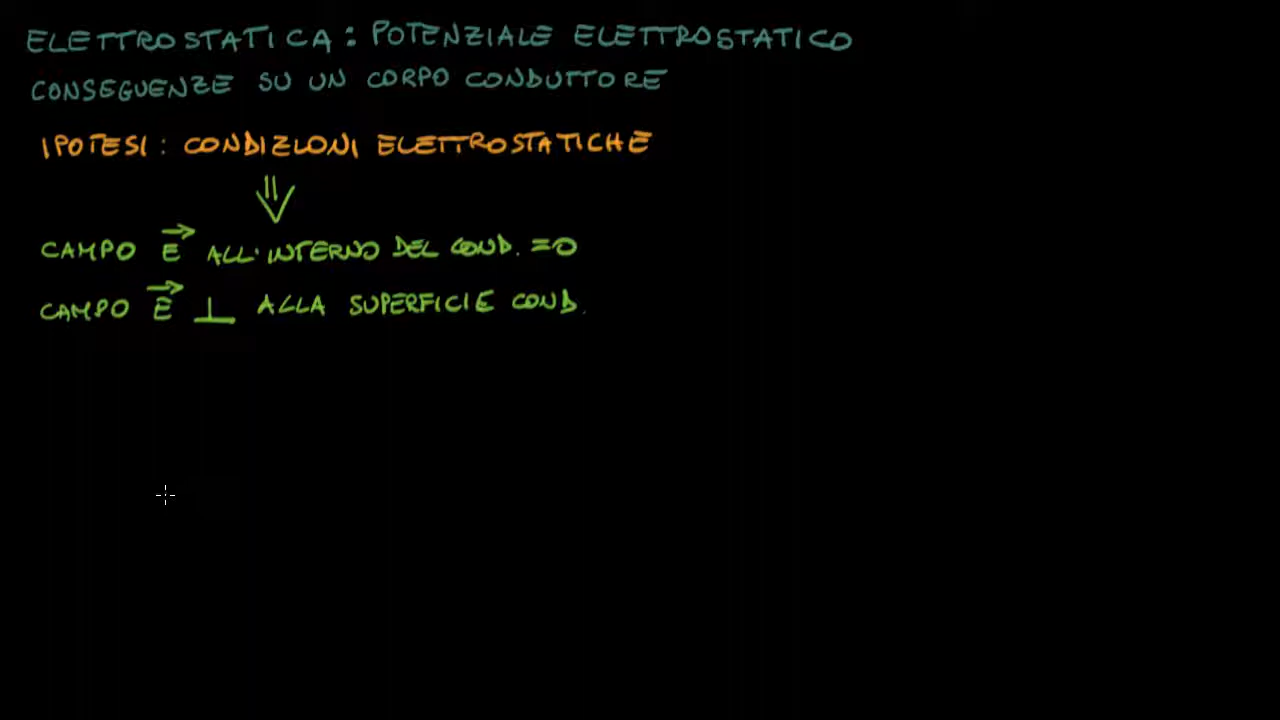 ELETTROSTATICA: POTENZIALE ELETTROSTATICO
CONSEGUENZE SU UN CORPO CONDUTTORE
IPOTESI: CONDIZIONI ELETTROSTATICHE
⇓
CAMPO E⃗ ALL'INTERNO DEL COND. =0
CAMPO E⃗ ⊥ ALLA SUPERFICIE COND.